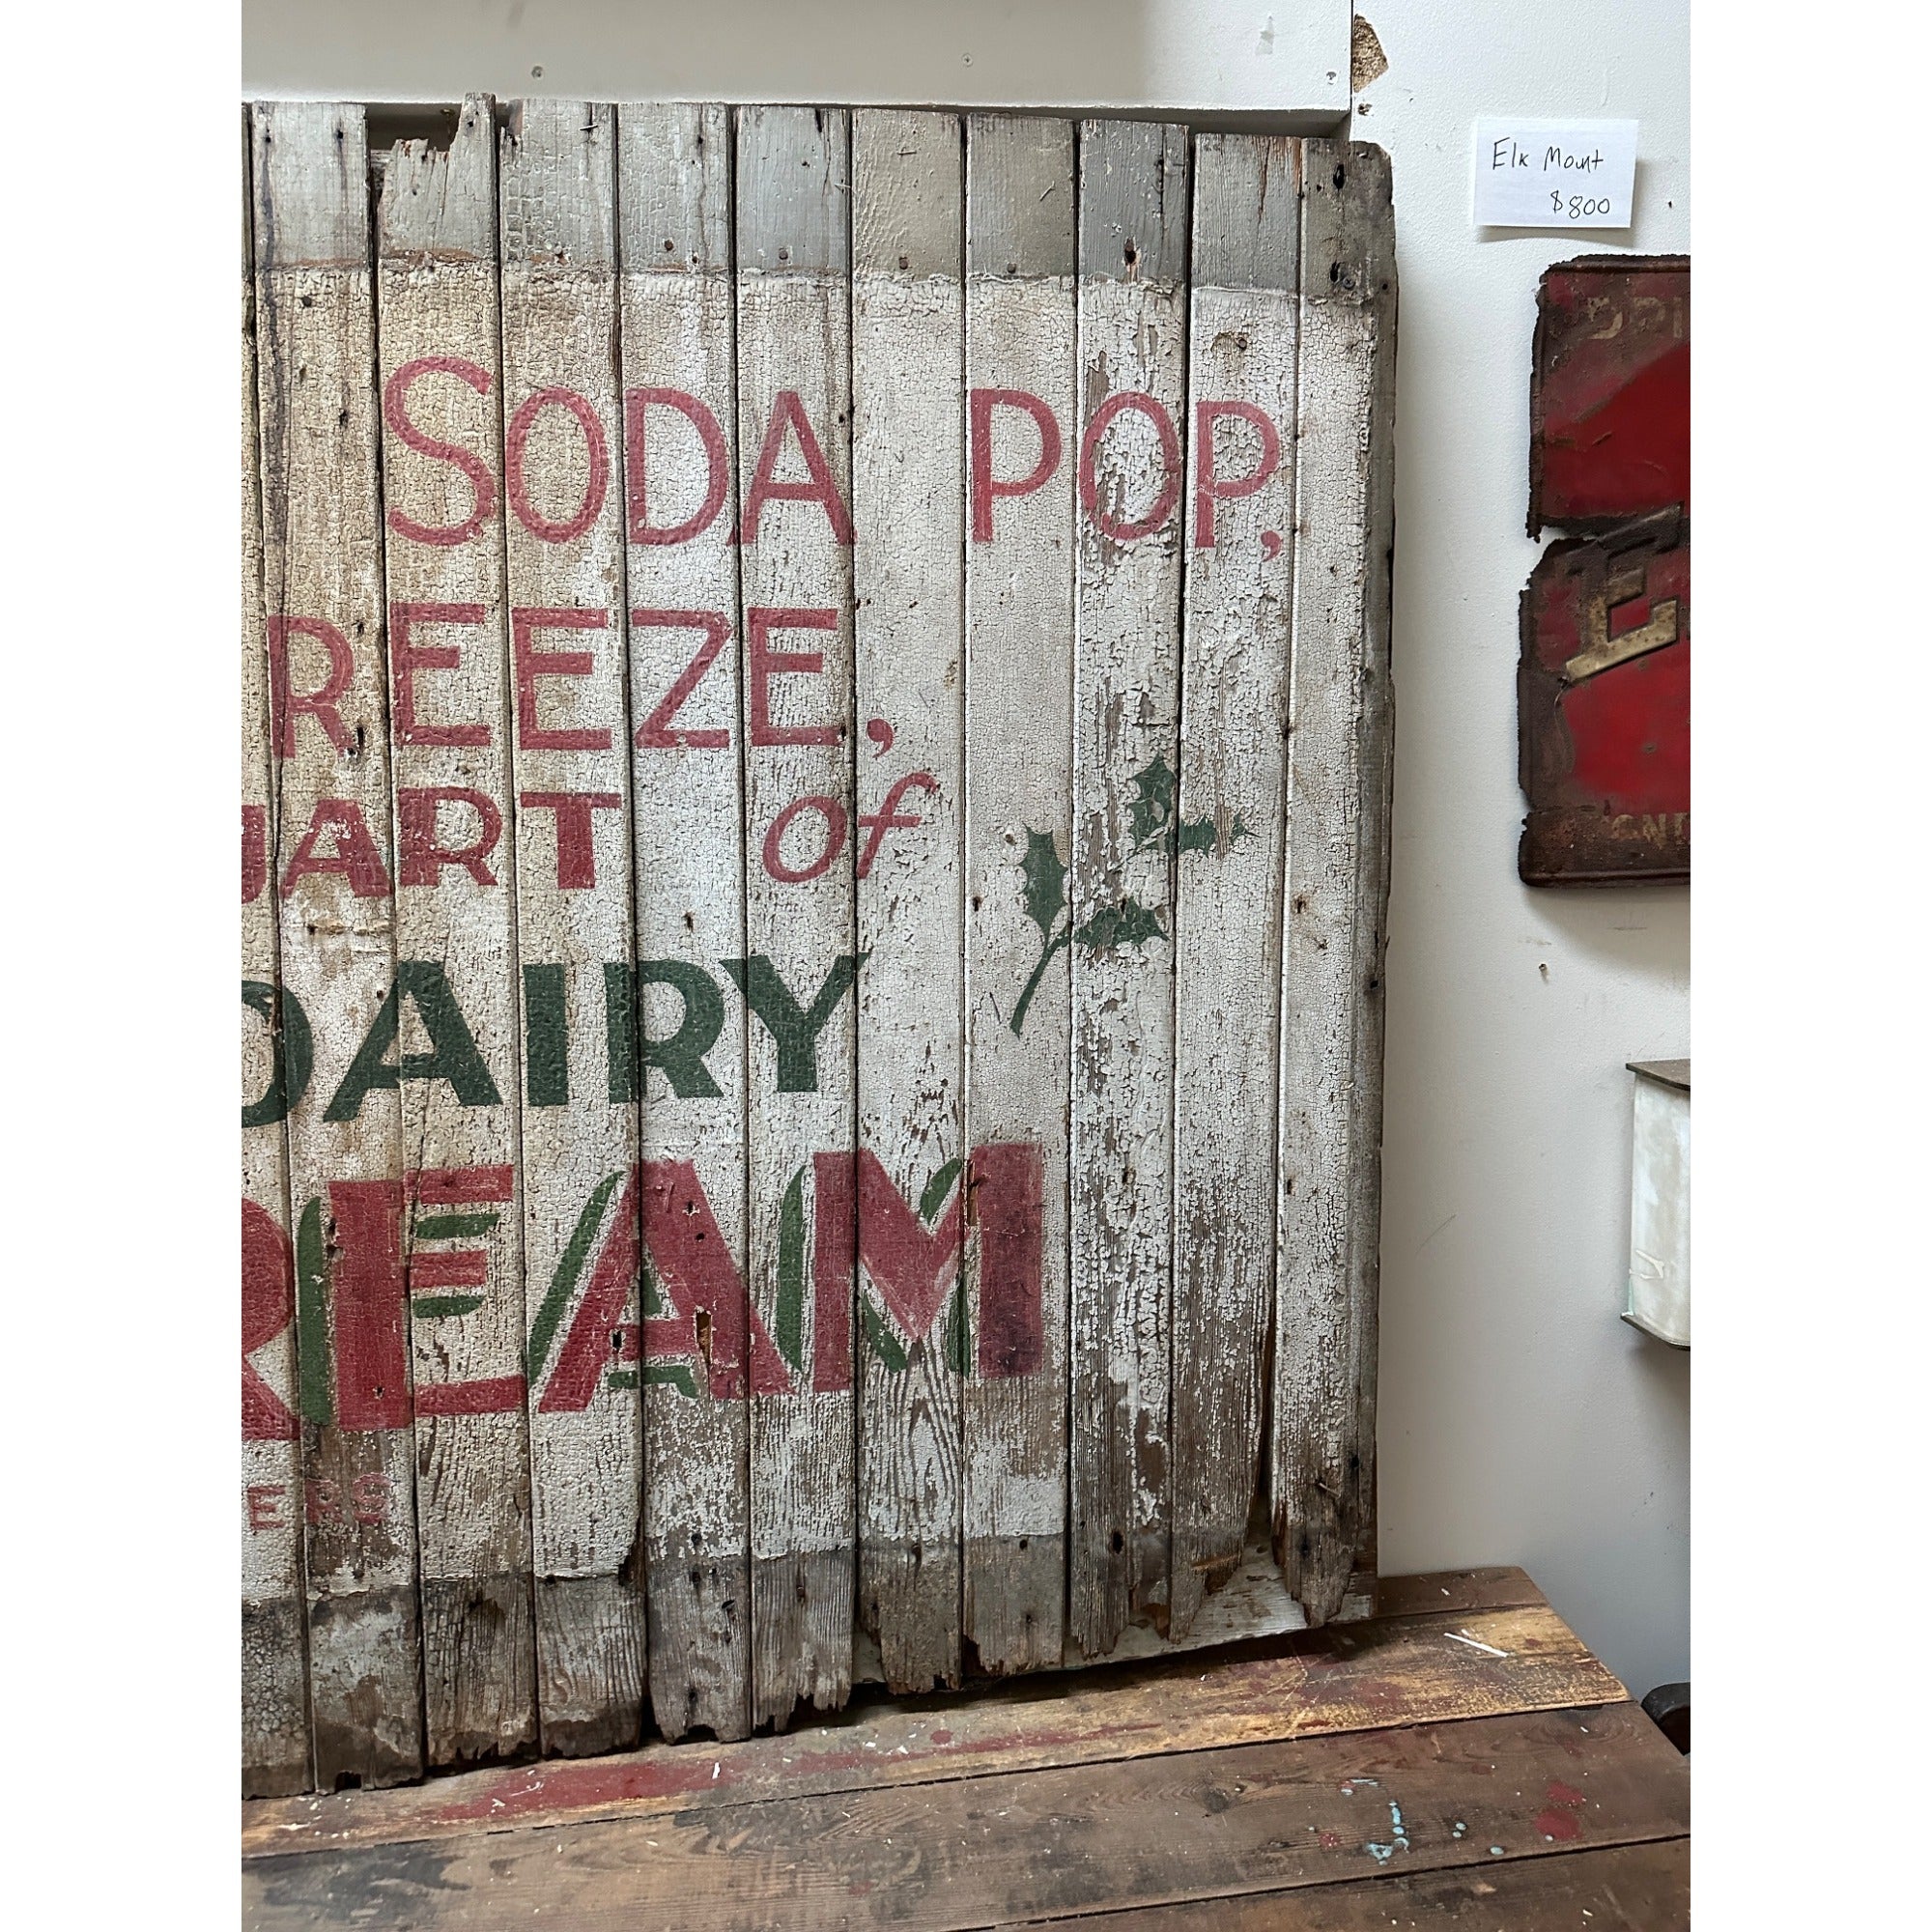 SODA POP,
REEZE,
UART of
DAIRY
REAM
ERS
Elk Mount
$800
E